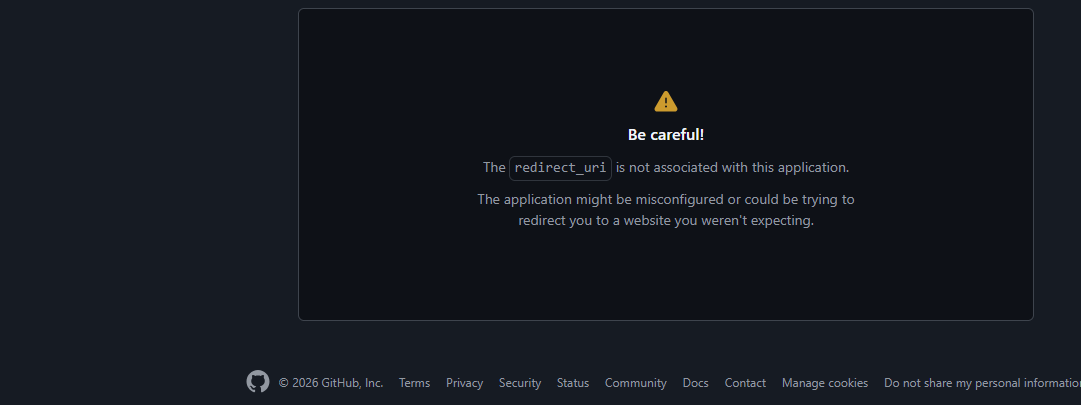 Be careful!
The redirect_uri is not associated with this application.
The application might be misconfigured or could be trying to
redirect you to a website you weren't expecting.
© 2026 GitHub, Inc. Terms Privacy Security Status Community Docs Contact Manage cookies Do not share my personal information